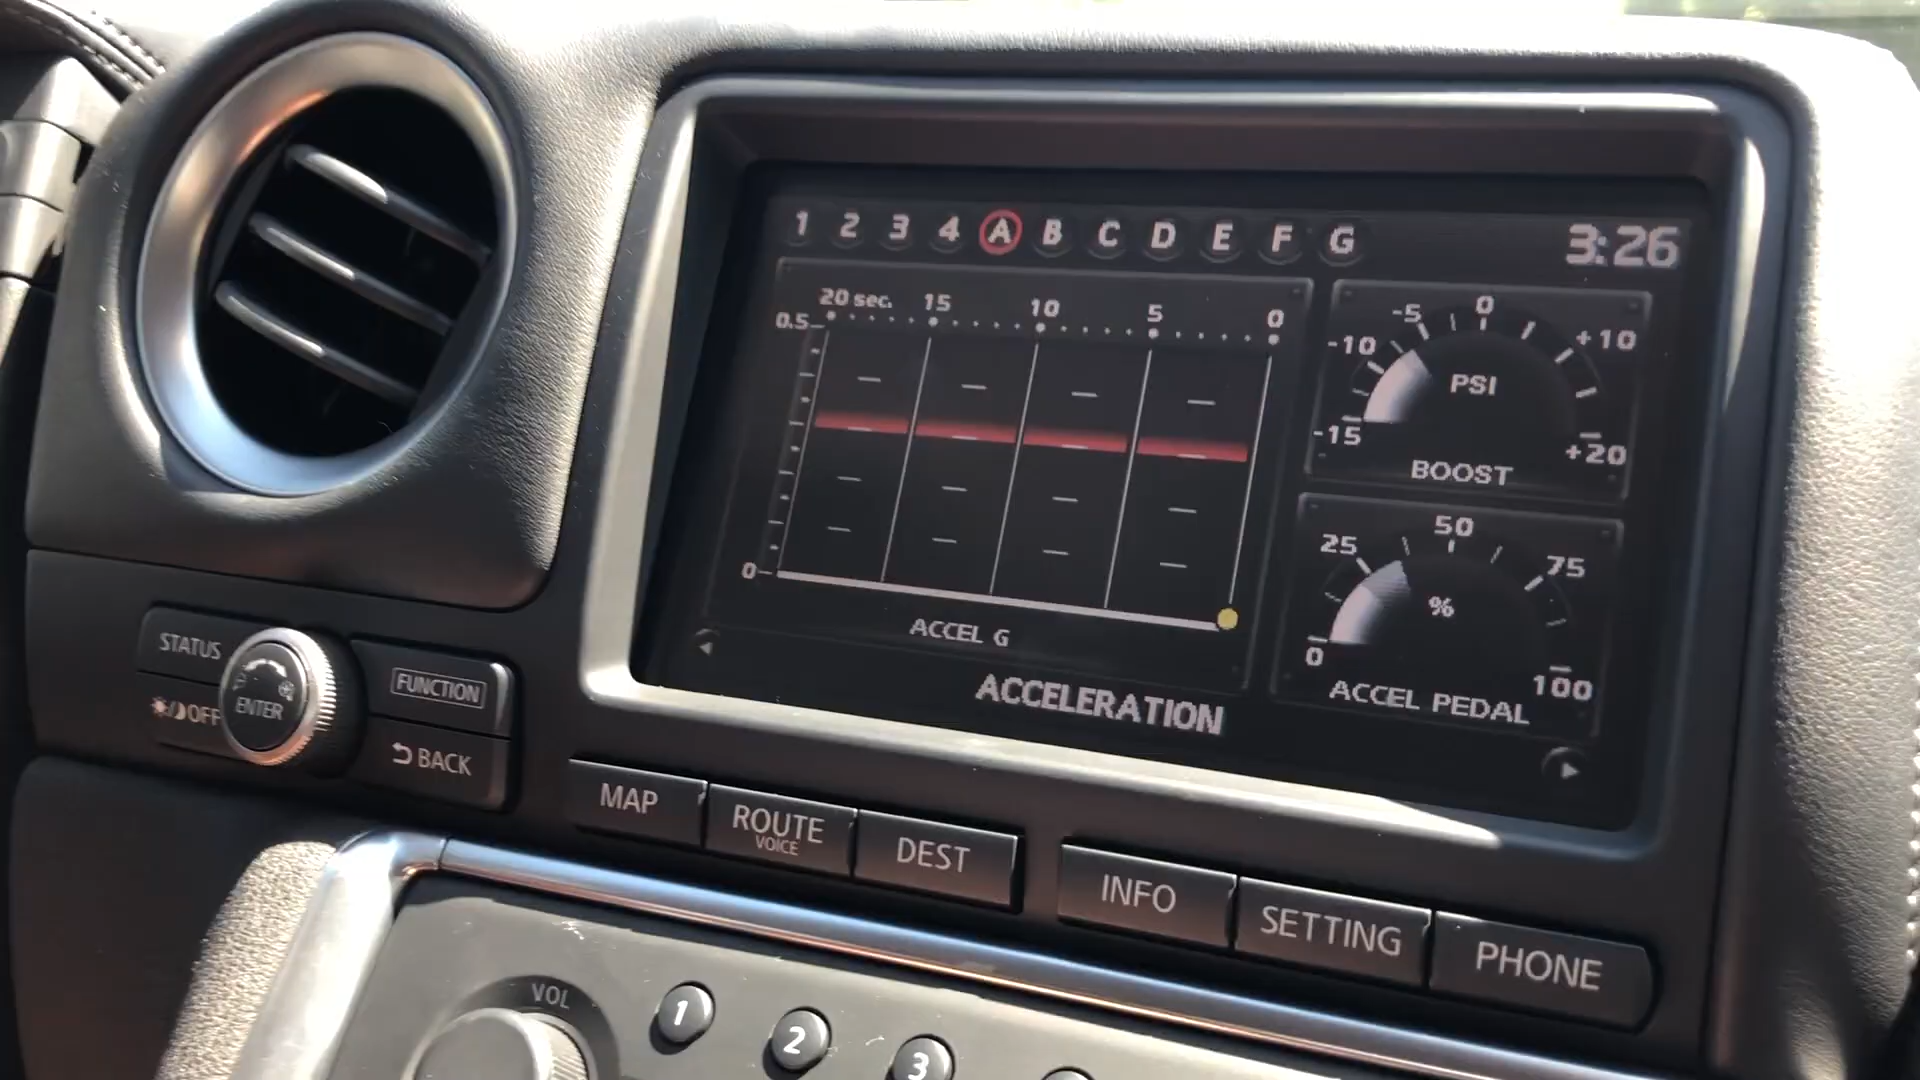 1 2 3 4 A B C D E F G
3:26
20 sec. 15 10 5 0
0.5
0
ACCEL G
ACCELERATION
-15 -10 -5 0 +10 +20
PSI
BOOST
0 25 50 75 100
%
ACCEL PEDAL
STATUS
OFF
ENTER
FUNCTION
BACK
MAP
ROUTE
VOICE
DEST
INFO
SETTING
PHONE
VOL
1
2
3